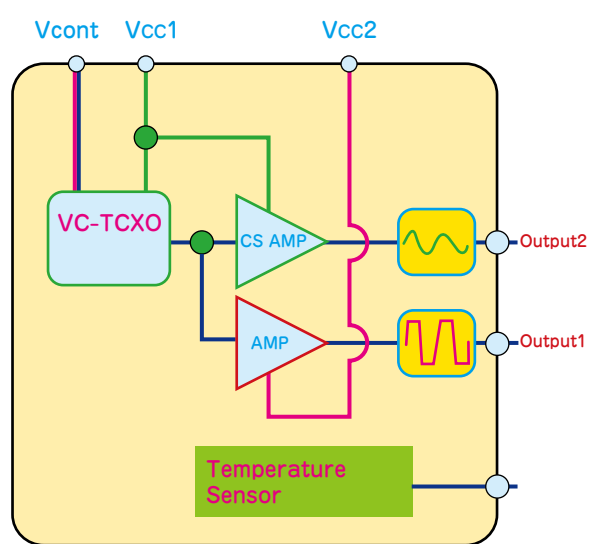 Vcont Vcc1 Vcc2
VC-TCXO
CS AMP
Output2
AMP
Output1
Temperature
Sensor